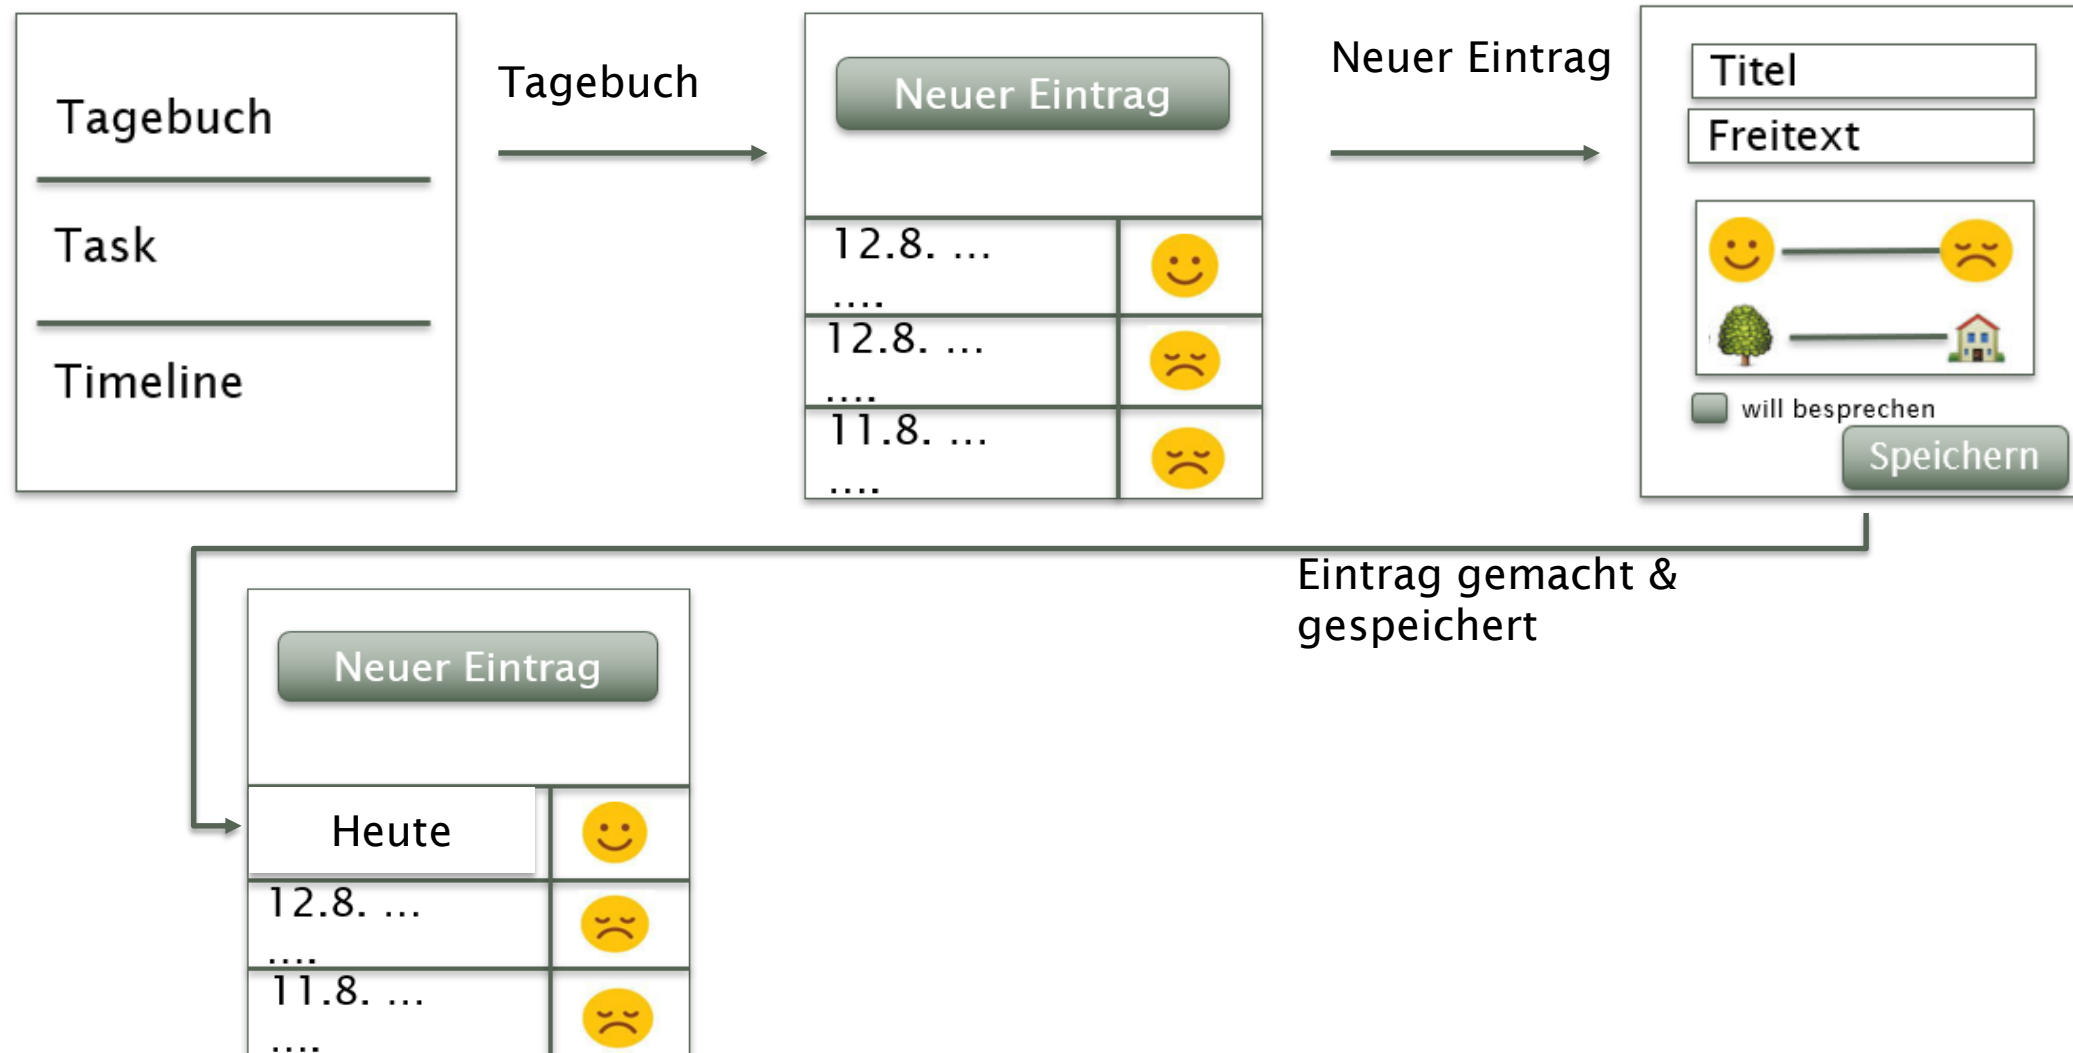 Tagebuch
Task
Timeline
Tagebuch
Neuer Eintrag
12.8. ...
....
12.8. ...
....
11.8. ...
....
Neuer Eintrag
Titel
Freitext
will besprechen
Speichern
Eintrag gemacht &
gespeichert
Neuer Eintrag
Heute
12.8. ...
....
11.8. ...
....